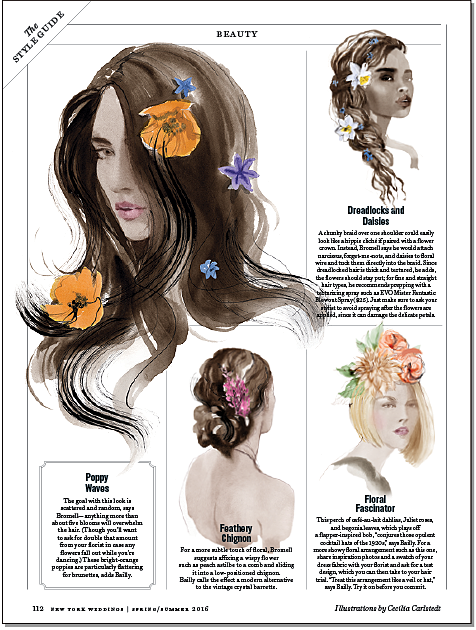 The
STYLE GUIDE
BEAUTY
Dreadlocks and
Daisies
A chunky braid over one shoulder could easily
look like a hippie cliché if paired with a flower
crown. Instead, Bromell says he would attach
narcissus, forget-me-nots, and daisies to floral
wire and tuck them directly into the braid. Since
dreadlocked hair is thick and textured, he adds,
the flowers should stay put; for fine and straight
hair types, he recommends prepping with a
texturizing spray such as EVO Mister Fantastic
Blowout Spray ($25). Just make sure to ask your
stylist to avoid spraying after the flowers are
applied, since it can damage the delicate petals.
Poppy
Waves
The goal with this look is
scattered and random, says
Bromell—anything more than
about five blooms will overwhelm
the hair. (Though you'll want
to ask for double that amount
from your florist in case any
flowers fall out while you're
dancing.) These bright-orange
poppies are particularly flattering
for brunettes, adds Bailly.
Feathery
Chignon
For a more subtle touch of floral, Bromell
suggests affixing a wispy flower
such as peach astilbe to a comb and sliding
it into a low-positioned chignon.
Bailly calls the effect a modern alternative
to the vintage crystal barrette.
Floral
Fascinator
This perch of café-au-lait dahlias, Juliet roses,
and begonia leaves, which plays off
a flapper-inspired bob, "conjures those opulent
cocktail hats of the 1920s," says Bailly. For a
more showy floral arrangement such as this one,
share inspiration photos and a swatch of your
dress fabric with your florist and ask for a test
design, which you can then take to your hair
trial. "Treat this arrangement like a veil or hat,"
says Bailly. Try it on before you commit.
112 NEW YORK WEDDINGS | SPRING/SUMMER 2016
Illustrations by Cecilia Carlstedt